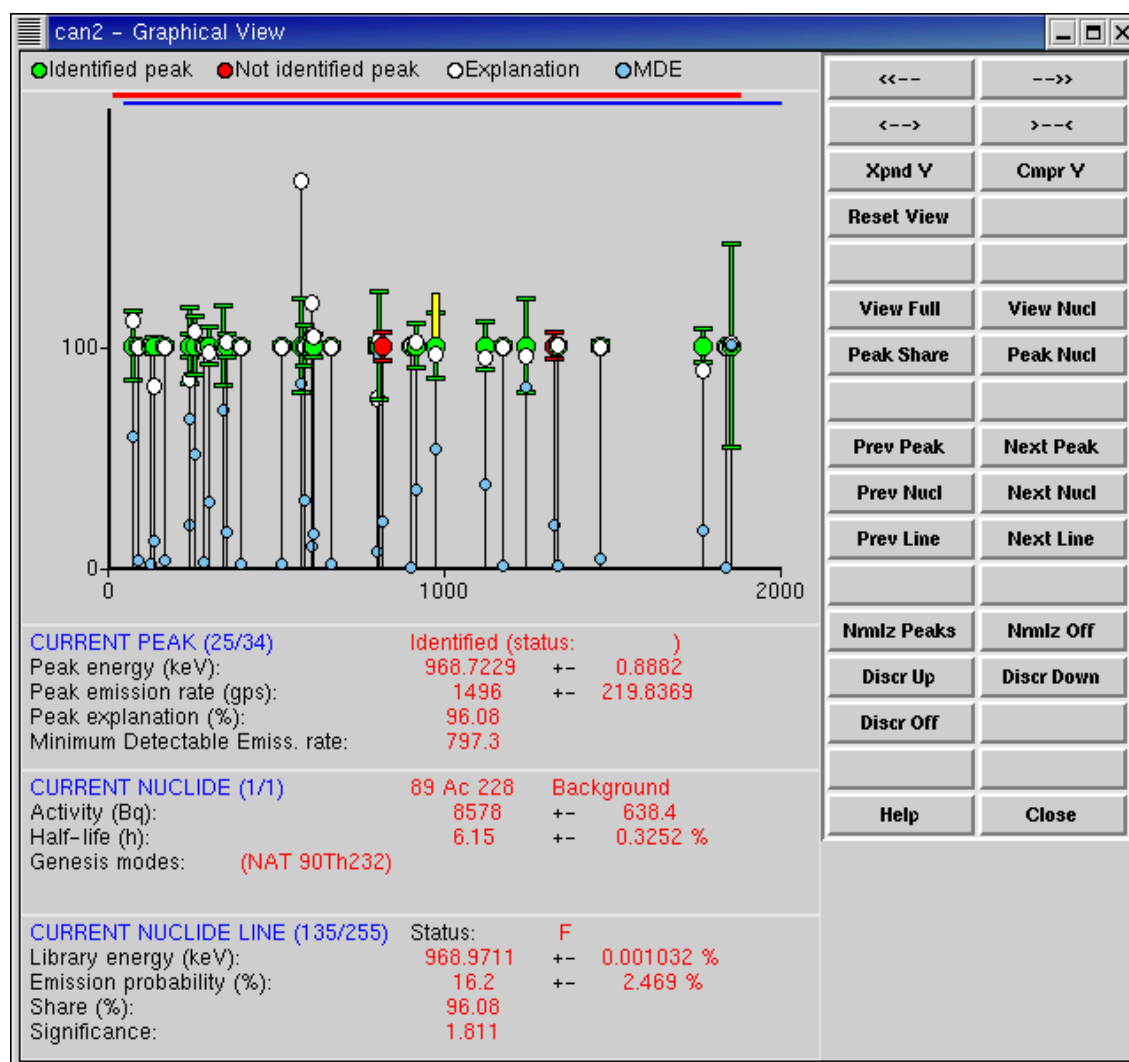 can2 - Graphical View
Identified peak Not identified peak Explanation MDE
100
0
0 1000 2000
<<-- -->>
<--> >--<
Xpnd Y Cmpr Y
Reset View
View Full View Nucl
Peak Share Peak Nucl
Prev Peak Next Peak
Prev Nucl Next Nucl
Prev Line Next Line
Nrmlz Peaks Nrmlz Off
Discr Up Discr Down
Discr Off
Help Close
CURRENT PEAK (25/34) Identified (status: )
Peak energy (keV): 968.7229 +- 0.8882
Peak emission rate (gps): 1496 +- 219.8369
Peak explanation (%): 96.08
Minimum Detectable Emiss. rate: 797.3
CURRENT NUCLIDE (1/1) 89 Ac 228 Background
Activity (Bq): 8578 +- 638.4
Half-life (h): 6.15 +- 0.3252 %
Genesis modes: (NAT 90Th232)
CURRENT NUCLIDE LINE (135/255) Status: F
Library energy (keV): 968.9711 +- 0.001032 %
Emission probability (%): 16.2 +- 2.469 %
Share (%): 96.08
Significance: 1.811